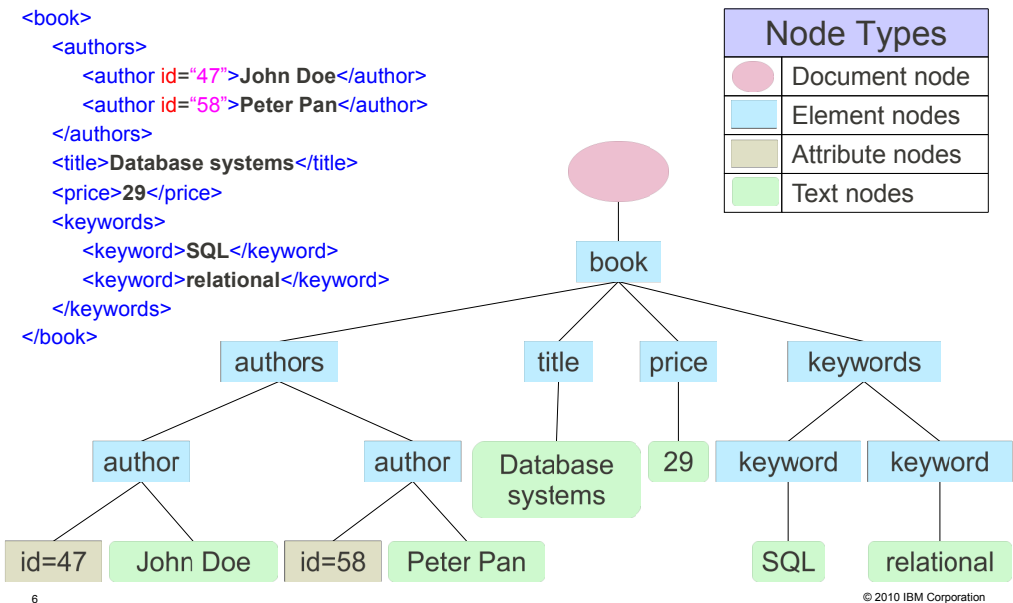 <book>
<authors>
<author id=“47”>John Doe</author>
<author id=“58”>Peter Pan</author>
</authors>
<title>Database systems</title>
<price>29</price>
<keywords>
<keyword>SQL</keyword>
<keyword>relational</keyword>
</keywords>
</book>
Node Types
Document node
Element nodes
Attribute nodes
Text nodes
book
authors
title
price
keywords
author
author
Database
systems
29
keyword
keyword
id=47
John Doe
id=58
Peter Pan
SQL
relational
6
© 2010 IBM Corporation